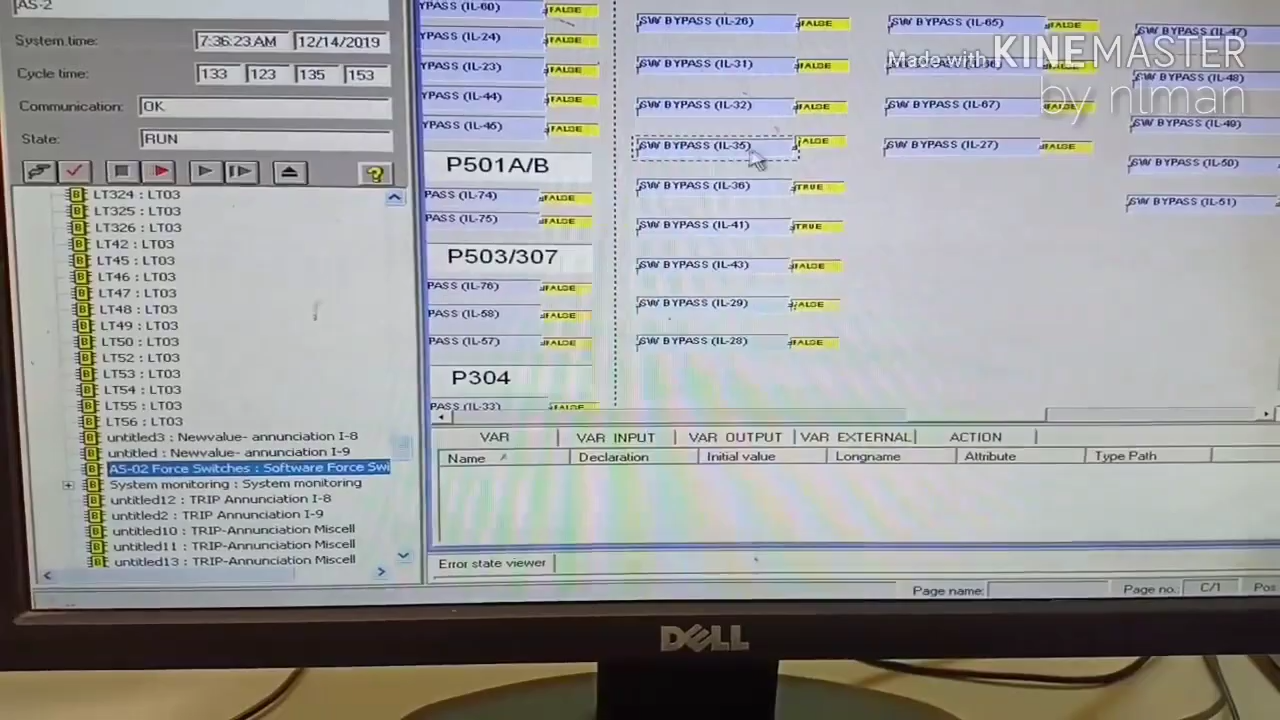 AS-2
System time: 7:36:23 AM 12/14/2019
Cycle time: 133 123 135 153
Communication: OK
State: RUN
LT324 : LT03
LT325 : LT03
LT326 : LT03
LT42 : LT03
LT45 : LT03
LT46 : LT03
LT47 : LT03
LT48 : LT03
LT49 : LT03
LT50 : LT03
LT52 : LT03
LT53 : LT03
LT54 : LT03
LT55 : LT03
LT56 : LT03
untitled3 : Newvalue- annunciation I-8
untitled : Newvalue- annunciation I-9
AS-02 Force Switches : Software Force Swi
System monitoring : System monitoring
untitled12 : TRIP Annunciation I-8
untitled2 : TRIP Annunciation I-9
untitled10 : TRIP-Annunciation Miscell
untitled11 : TRIP-Annunciation Miscell
untitled13 : TRIP-Annunciation Miscell
YPASS (IL-60) FALSE
YPASS (IL-24) FALSE
YPASS (IL-23) FALSE
YPASS (IL-44) FALSE
YPASS (IL-45) FALSE
P501A/B
PASS (IL-74) FALSE
PASS (IL-75) FALSE
P503/307
PASS (IL-76) FALSE
PASS (IL-58) FALSE
PASS (IL-57) FALSE
P304
PASS (IL-33) FALSE
SW BYPASS (IL-26) FALSE
SW BYPASS (IL-31) FALSE
SW BYPASS (IL-32) FALSE
SW BYPASS (IL-35) FALSE
SW BYPASS (IL-36) TRUE
SW BYPASS (IL-41) TRUE
SW BYPASS (IL-43) FALSE
SW BYPASS (IL-29) FALSE
SW BYPASS (IL-28) FALSE
SW BYPASS (IL-65) FALSE
SW BYPASS (IL-67) FALSE
SW BYPASS (IL-27) FALSE
SW BYPASS (IL-47)
SW BYPASS (IL-48)
SW BYPASS (IL-49)
SW BYPASS (IL-50)
SW BYPASS (IL-51)
Made with KINEMASTER
by nlman
VAR VAR INPUT VAR OUTPUT VAR EXTERNAL ACTION
Name Declaration Initial value Longname Attribute Type Path
Error state viewer
Page name: Page no.: C/1 Pos
DELL